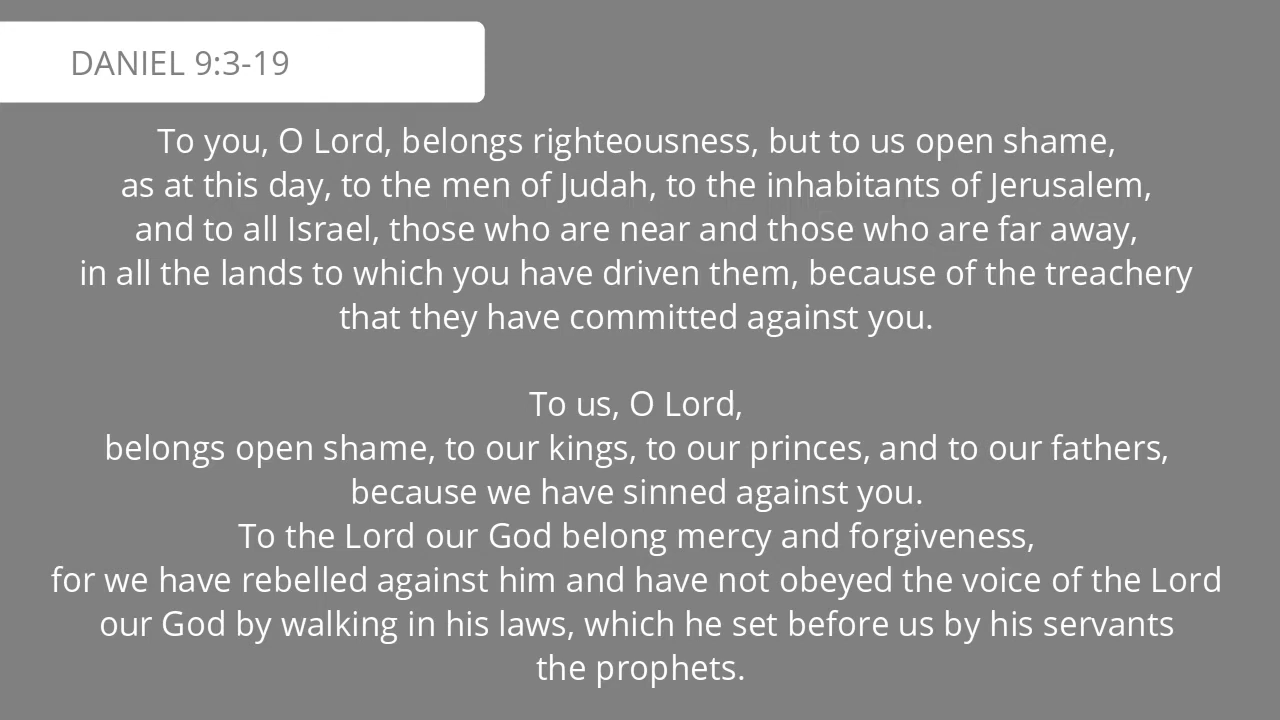 DANIEL 9:3-19
To you, O Lord, belongs righteousness, but to us open shame,
as at this day, to the men of Judah, to the inhabitants of Jerusalem,
and to all Israel, those who are near and those who are far away,
in all the lands to which you have driven them, because of the treachery
that they have committed against you.
To us, O Lord,
belongs open shame, to our kings, to our princes, and to our fathers,
because we have sinned against you.
To the Lord our God belong mercy and forgiveness,
for we have rebelled against him and have not obeyed the voice of the Lord
our God by walking in his laws, which he set before us by his servants
the prophets.